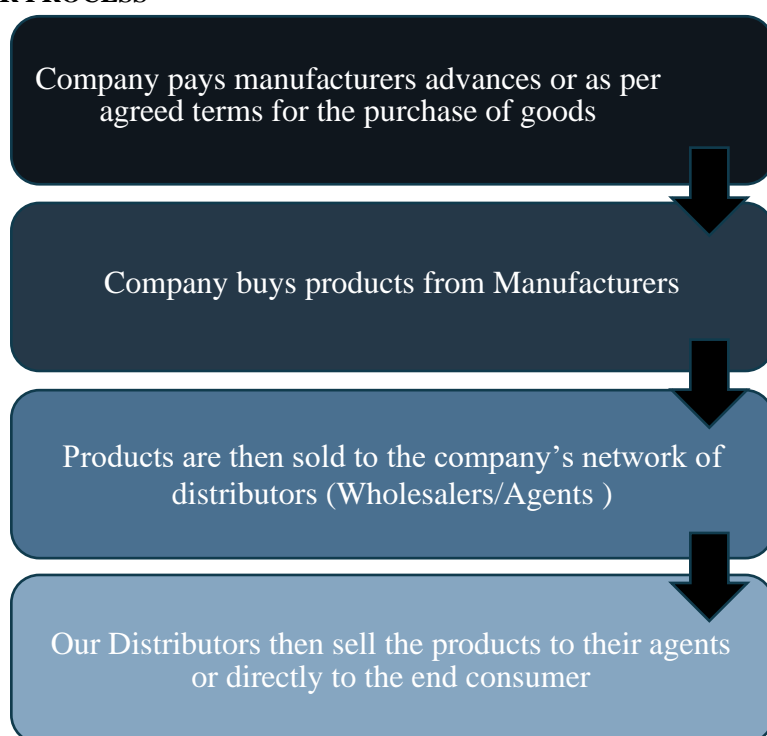 R PROCESS
Company pays manufacturers advances or as per
agreed terms for the purchase of goods
Company buys products from Manufacturers
Products are then sold to the company’s network of
distributors (Wholesalers/Agents )
Our Distributors then sell the products to their agents
or directly to the end consumer